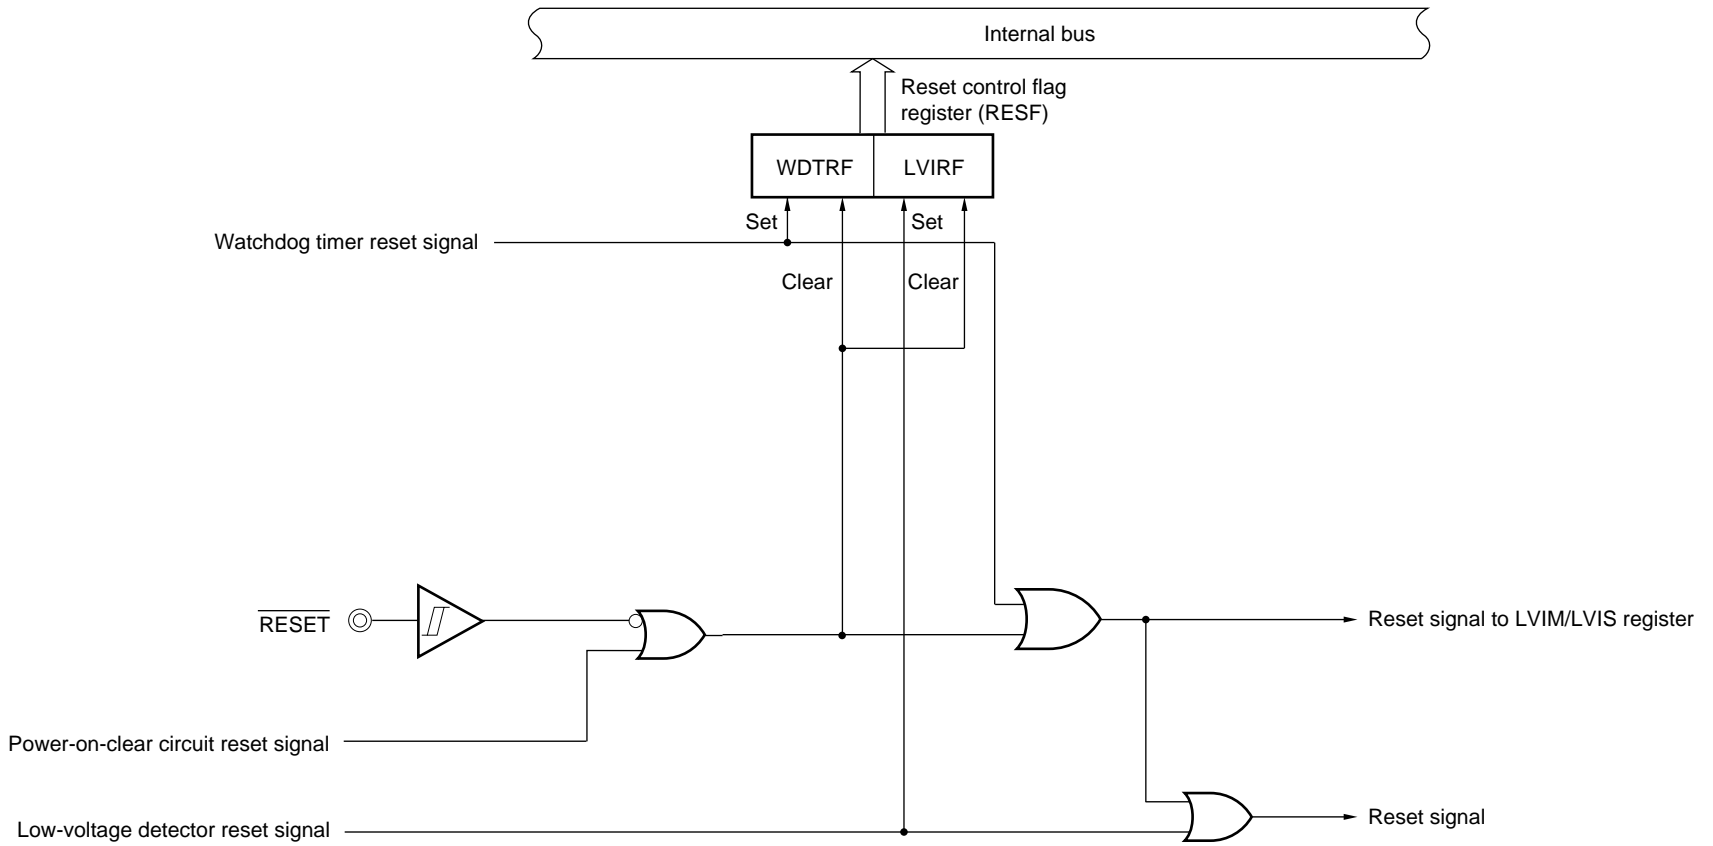 Internal bus
Reset control flag
register (RESF)
WDTRF
LVIRF
Set
Set
Watchdog timer reset signal
Clear
Clear
RESET
Reset signal to LVIM/LVIS register
Power-on-clear circuit reset signal
Low-voltage detector reset signal
Reset signal